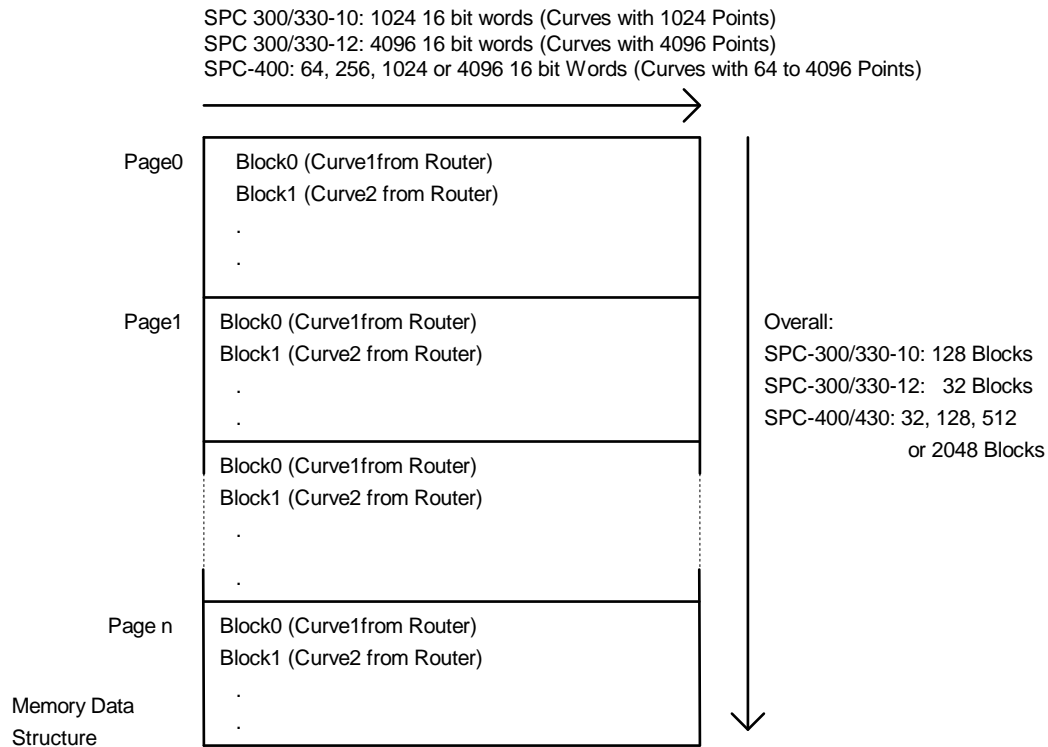 SPC 300/330-10: 1024 16 bit words (Curves with 1024 Points)
SPC 300/330-12: 4096 16 bit words (Curves with 4096 Points)
SPC-400: 64, 256, 1024 or 4096 16 bit Words (Curves with 64 to 4096 Points)
Page0
Block0 (Curve1from Router)
Block1 (Curve2 from Router)
.
.
Page1
Block0 (Curve1from Router)
Block1 (Curve2 from Router)
.
.
Overall:
SPC-300/330-10: 128 Blocks
SPC-300/330-12: 32 Blocks
SPC-400/430: 32, 128, 512
or 2048 Blocks
Block0 (Curve1from Router)
Block1 (Curve2 from Router)
.
.
Page n
Block0 (Curve1from Router)
Block1 (Curve2 from Router)
.
.
Memory Data
Structure